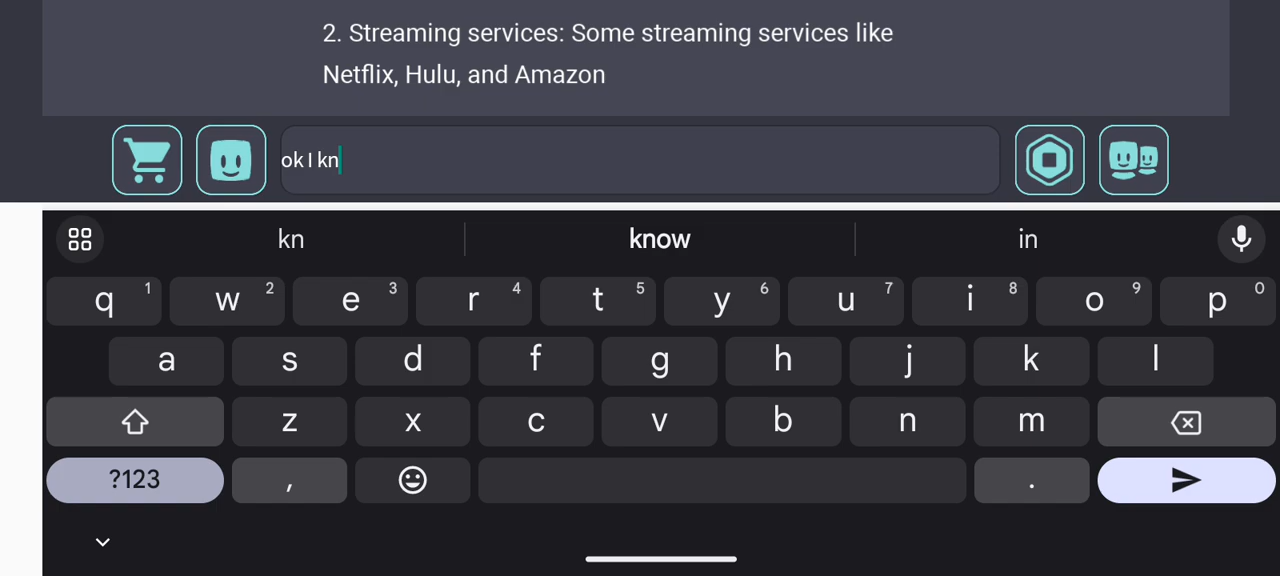 2. Streaming services: Some streaming services like
Netflix, Hulu, and Amazon
ok I kn
kn know in
q 1 w 2 e 3 r 4 t 5 y 6 u 7 i 8 o 9 p 0
a s d f g h j k l
z x c v b n m
?123 , .